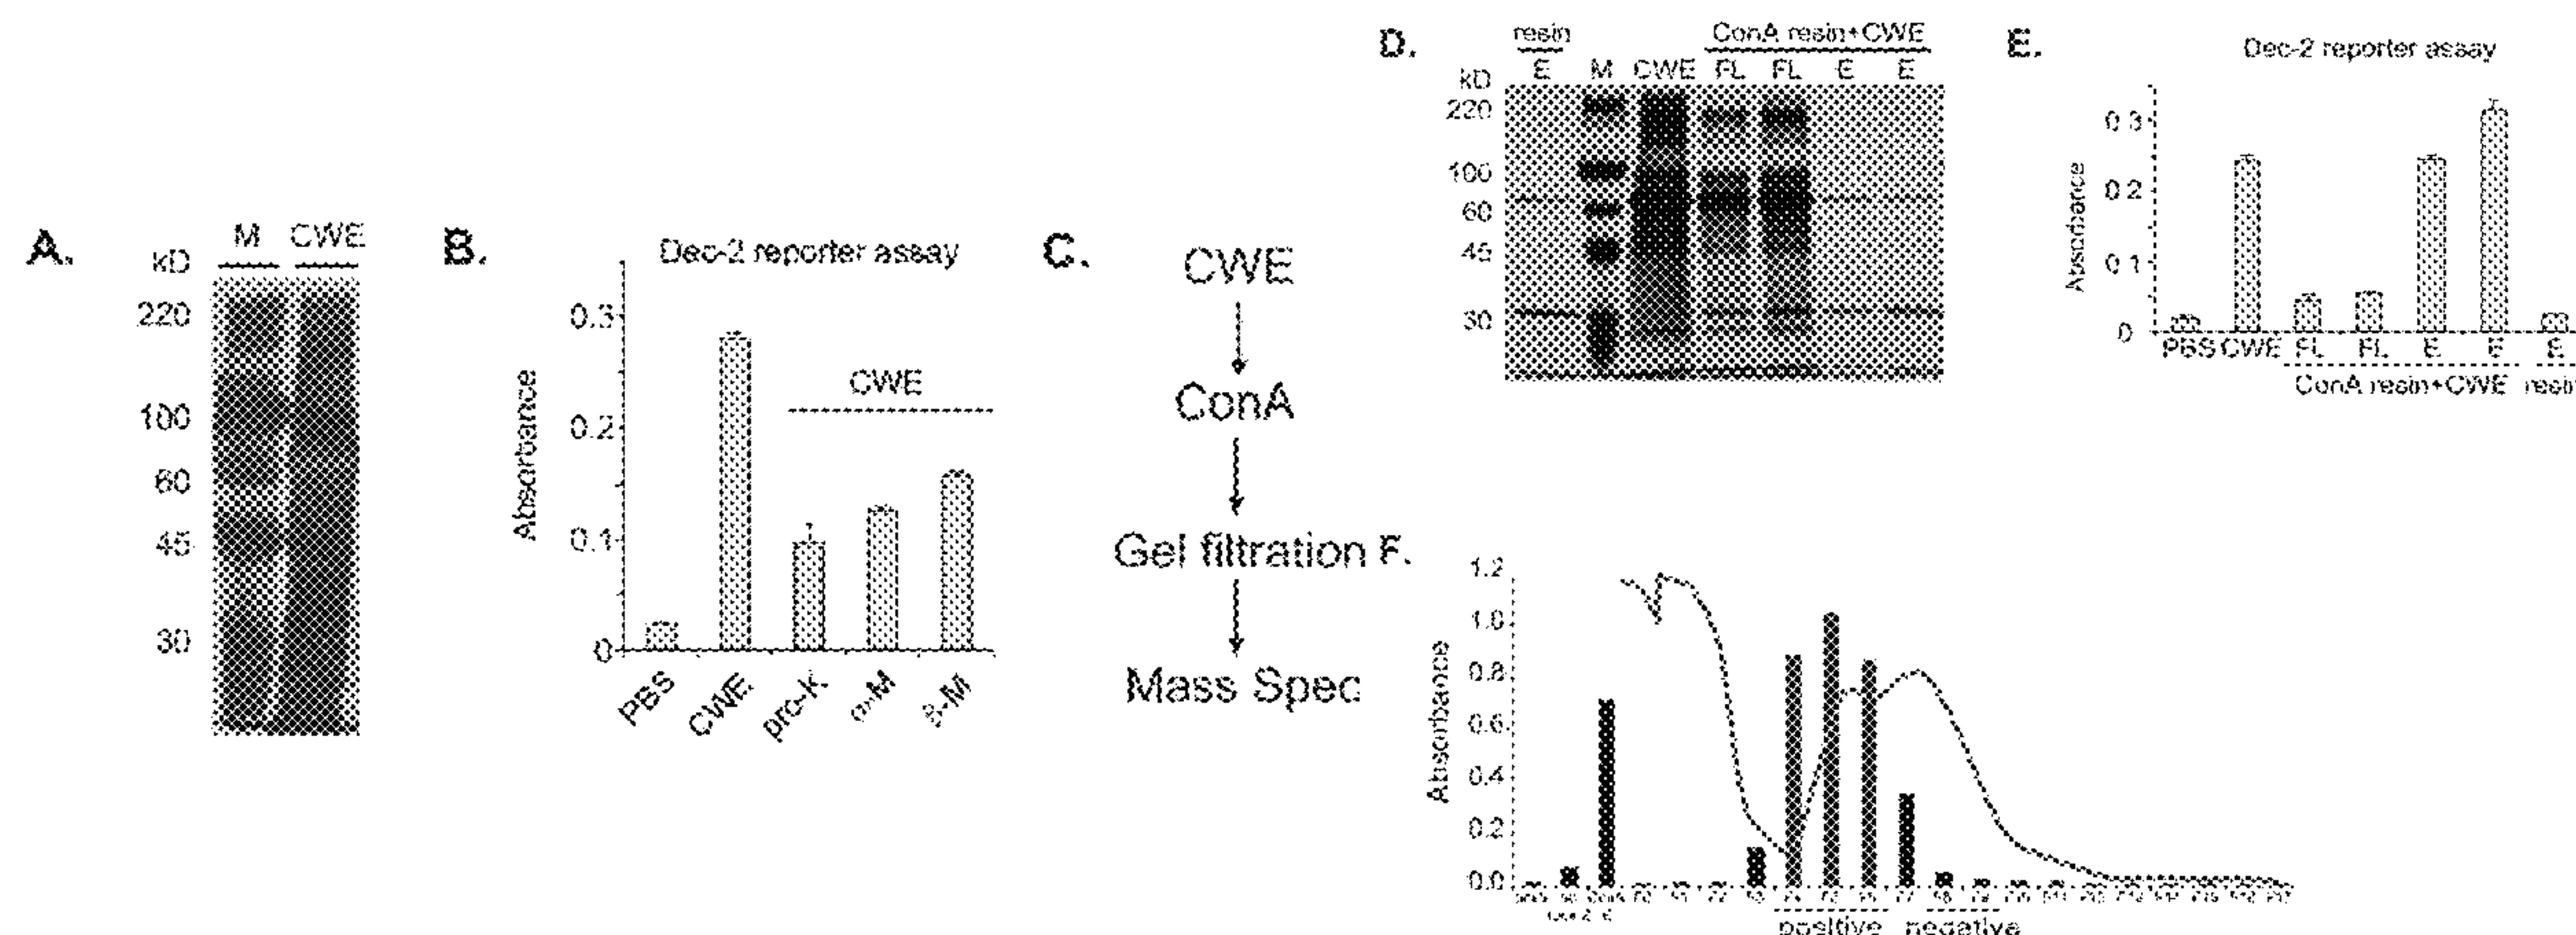 A.
M CWE
kD
220
100
60
45
30
B.
Dec-2 reporter assay
Absorbance
0.3
0.2
0.1
0
CWE
PBS
CWE
pro-K
α-M
β-M
C.
CWE
ConA
Gel filtration
Mass Spec
D.
resin
ConA resin+CWE
kD
E M CWE FL FL E E
220
100
60
45
30
E.
Dec-2 reporter assay
Absorbance
0.3
0.2
0.1
0
PBS CWE FL FL E E E
ConA resin+CWE
F.
Absorbance
1.2
1.0
0.8
0.6
0.4
0.2
0.0
positive negative